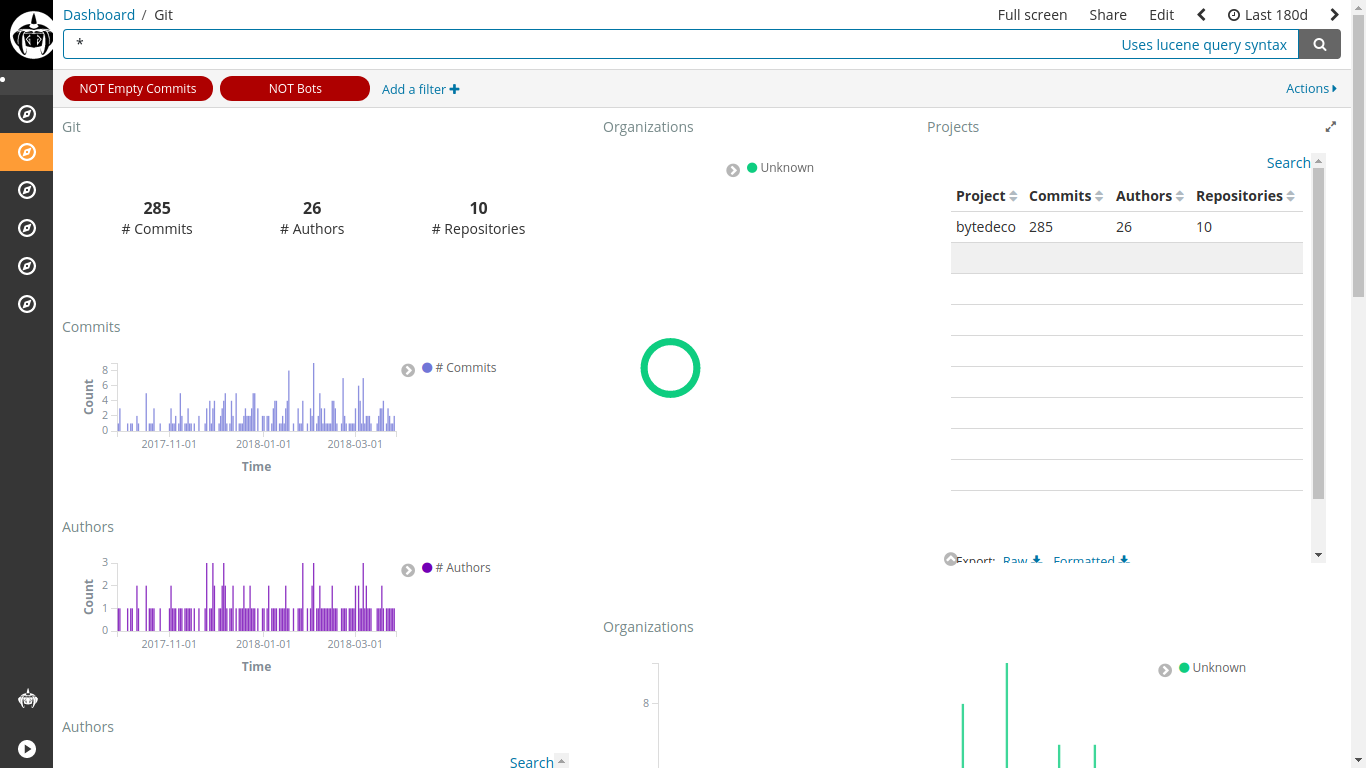 Dashboard / Git
Full screen Share Edit Last 180d
*
Uses lucene query syntax
NOT Empty Commits NOT Bots Add a filter
Actions
Git
285
# Commits
26
# Authors
10
# Repositories
Organizations
Unknown
Projects
Search
Project Commits Authors Repositories
bytedeco 285 26 10
Export: Raw Formatted
Commits
Count
8
6
4
2
0
2017-11-01 2018-01-01 2018-03-01
Time
# Commits
Authors
Count
3
2
1
0
2017-11-01 2018-01-01 2018-03-01
Time
# Authors
Organizations
8
Unknown
Authors
Search